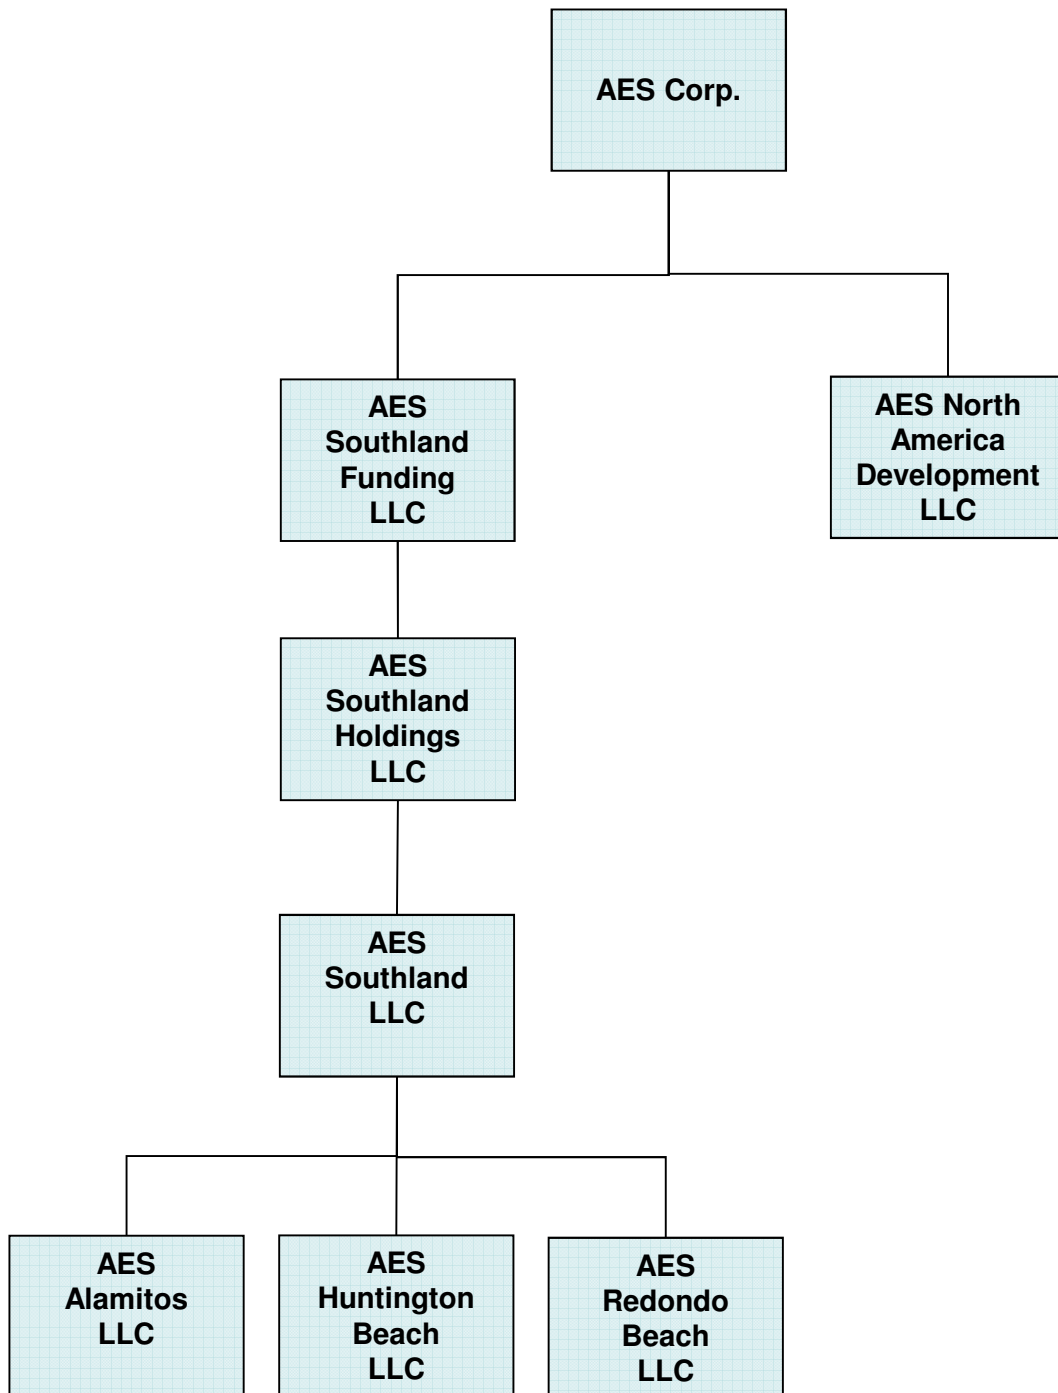 AES Corp.
AES
Southland
Funding
LLC
AES North
America
Development
LLC
AES
Southland
Holdings
LLC
AES
Southland
LLC
AES
Alamitos
LLC
AES
Huntington
Beach
LLC
AES
Redondo
Beach
LLC